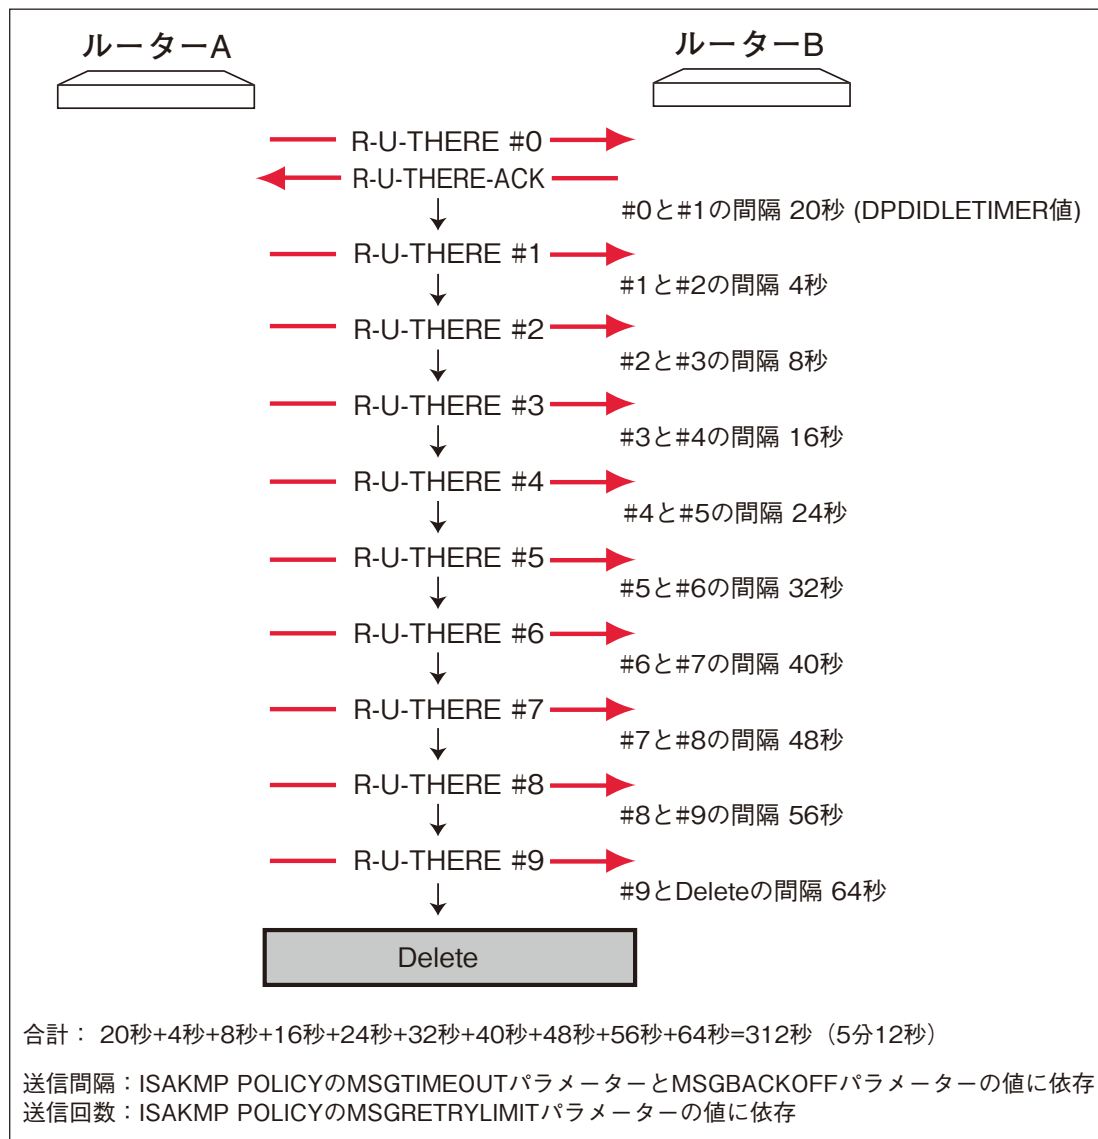 ルーターA
ルーターB
R-U-THERE #0
R-U-THERE-ACK
#0と#1の間隔 20秒 (DPDIDLETIMER値)
R-U-THERE #1
#1と#2の間隔 4秒
R-U-THERE #2
#2と#3の間隔 8秒
R-U-THERE #3
#3と#4の間隔 16秒
R-U-THERE #4
#4と#5の間隔 24秒
R-U-THERE #5
#5と#6の間隔 32秒
R-U-THERE #6
#6と#7の間隔 40秒
R-U-THERE #7
#7と#8の間隔 48秒
R-U-THERE #8
#8と#9の間隔 56秒
R-U-THERE #9
#9とDeleteの間隔 64秒
Delete
合計： 20秒+4秒+8秒+16秒+24秒+32秒+40秒+48秒+56秒+64秒=312秒（5分12秒）
送信間隔：ISAKMP POLICYのMSGTIMEOUTパラメーターとMSGBACKOFFパラメーターの値に依存
送信回数：ISAKMP POLICYのMSGRETRYLIMITパラメーターの値に依存